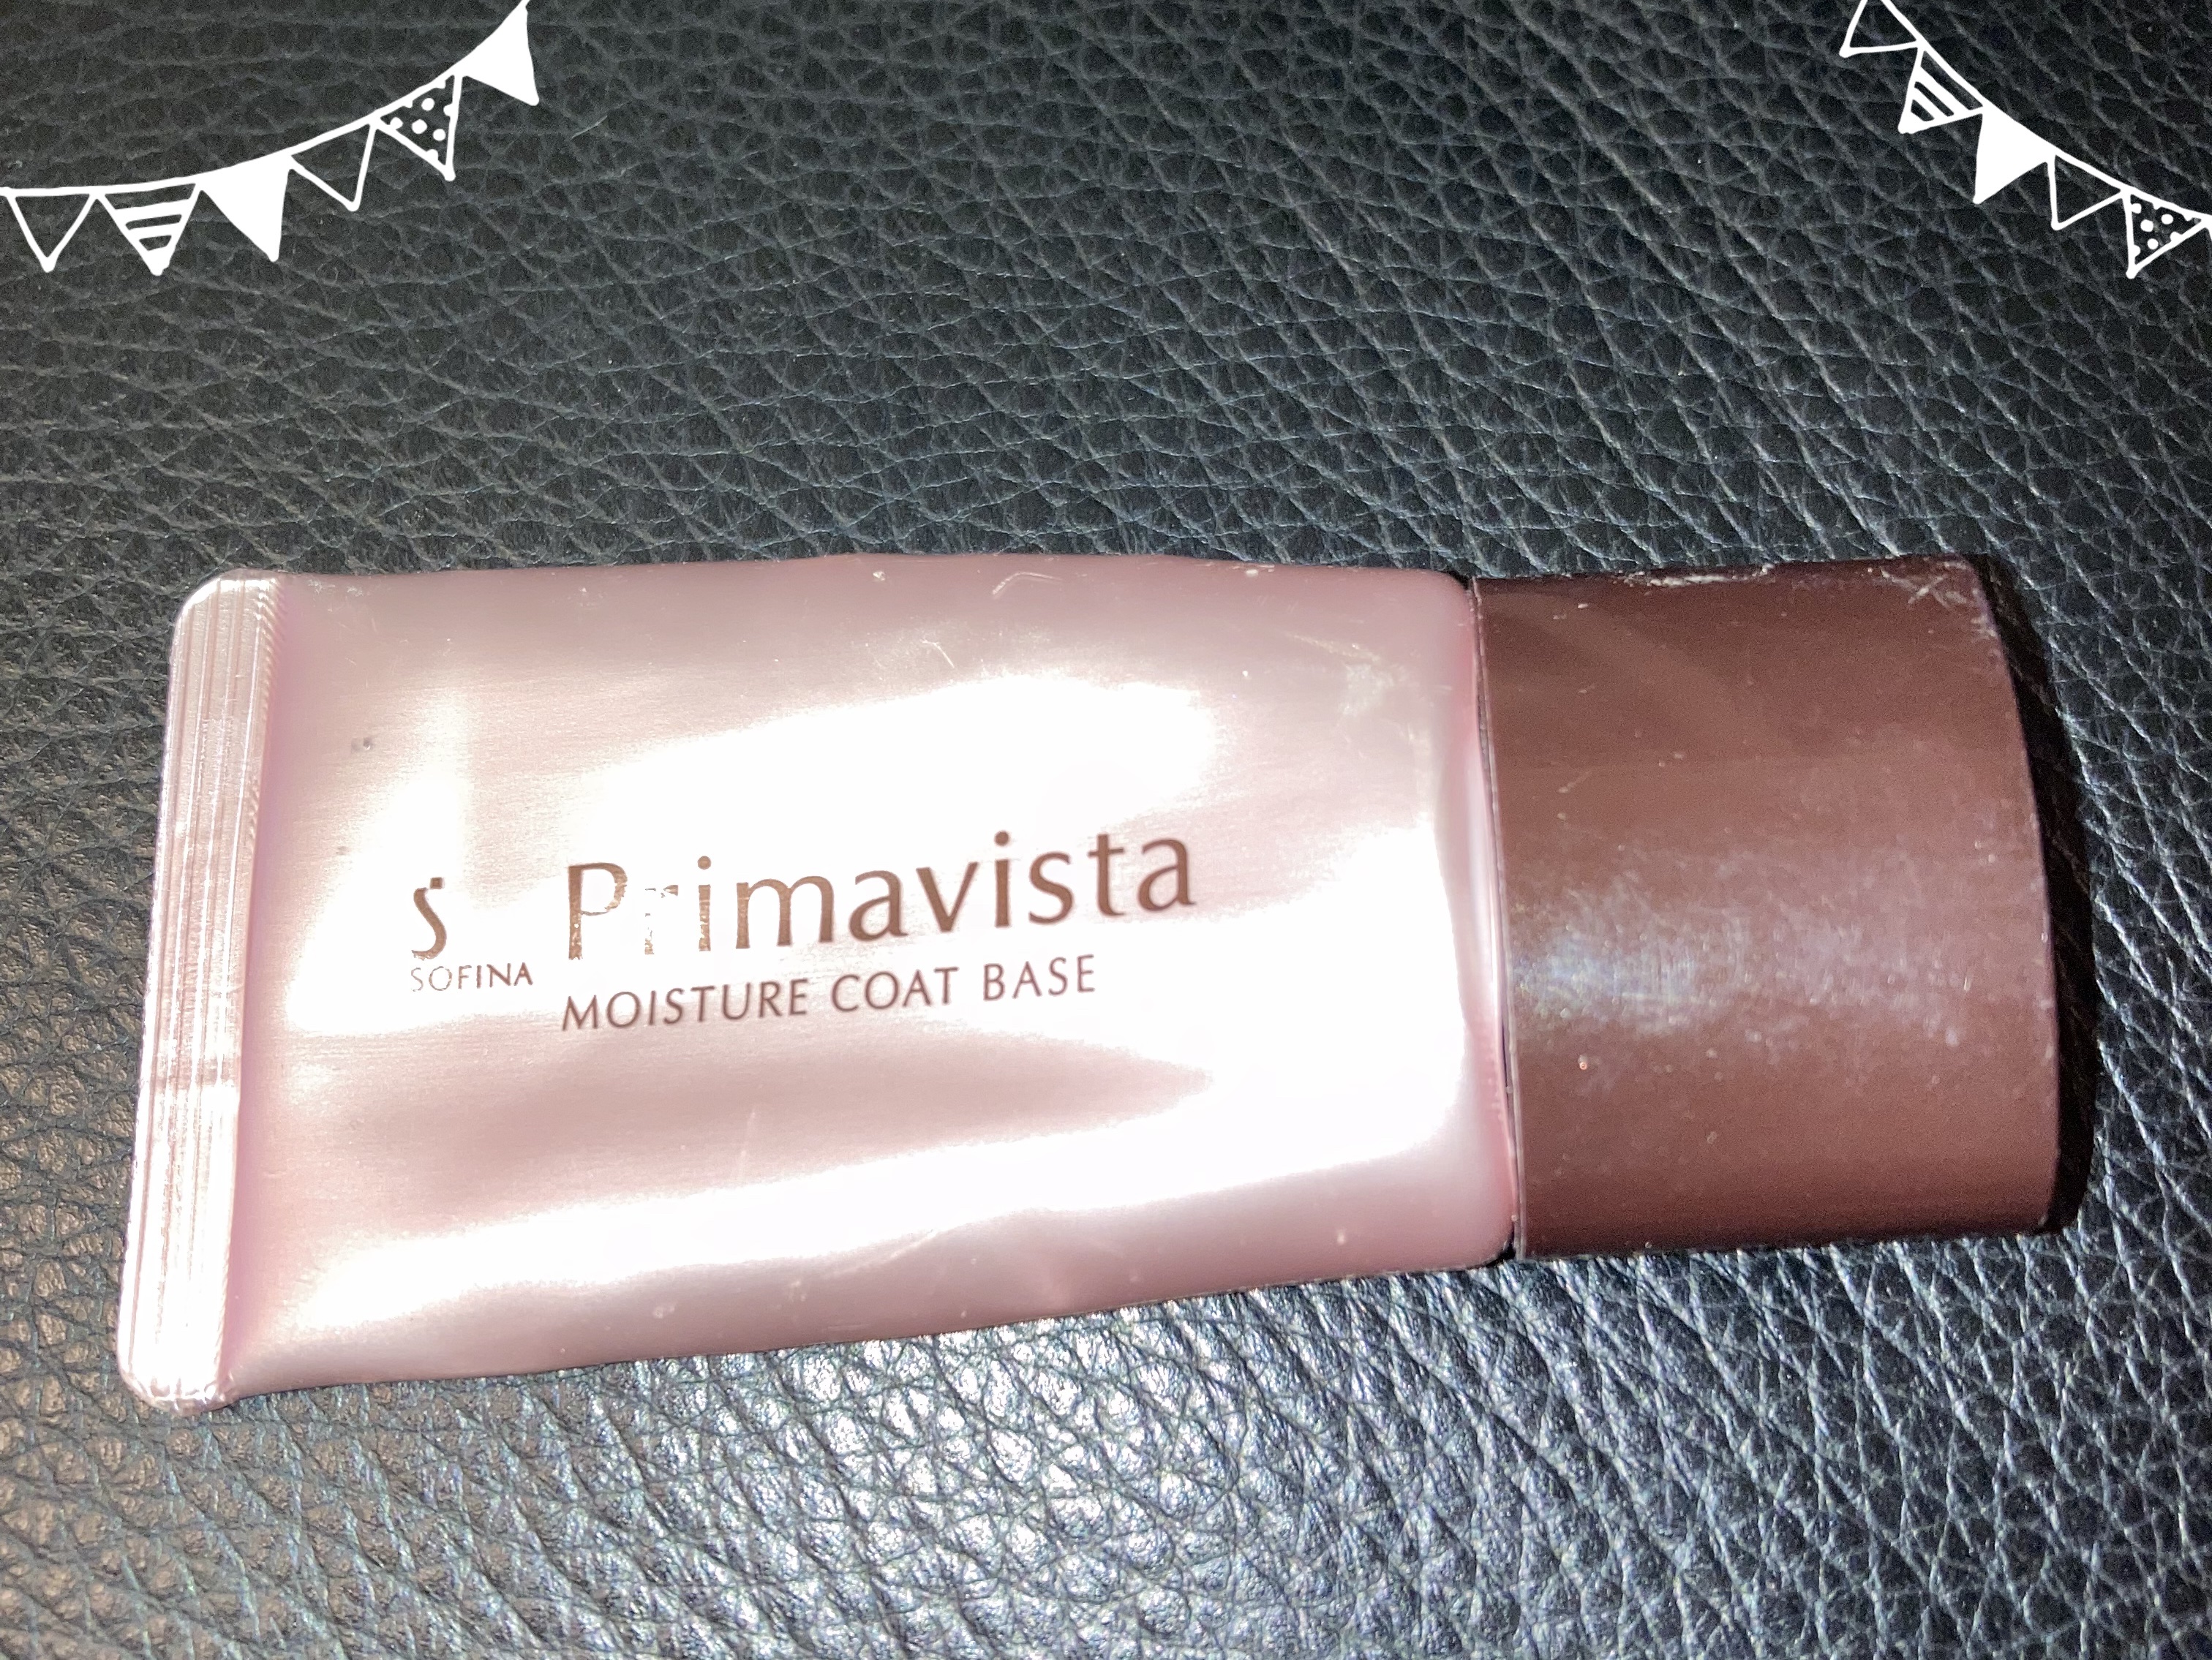 S
SOFINA
Primavista
MOISTURE COAT BASE